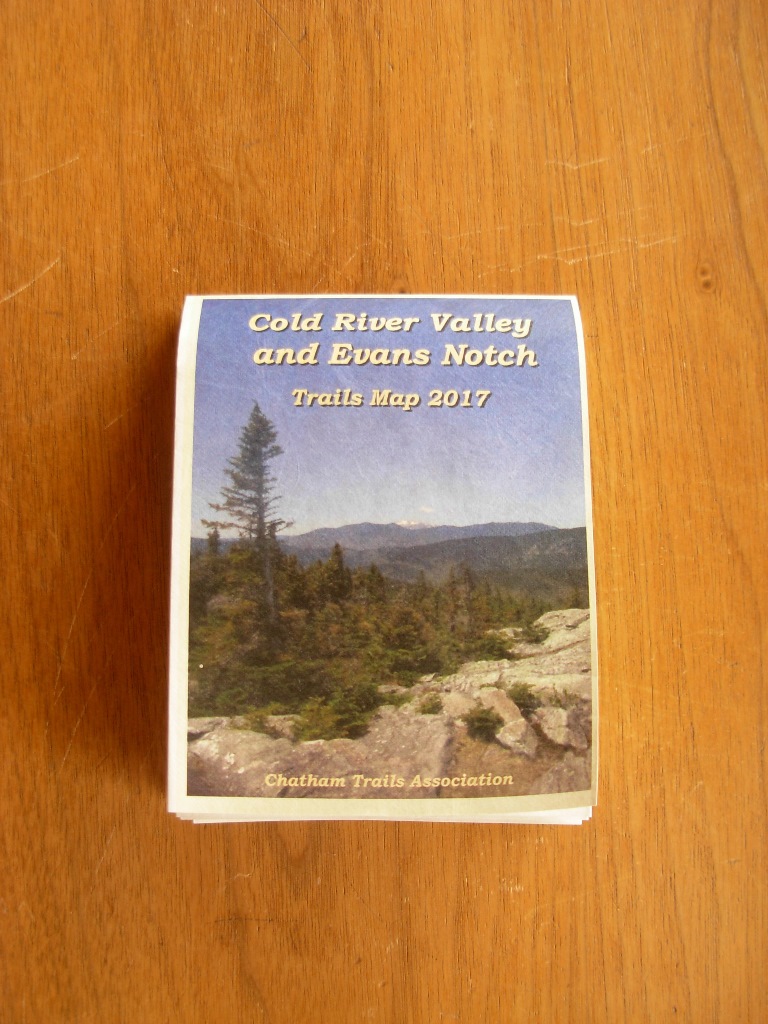 Cold River Valley
and Evans Notch
Trails Map 2017
Chatham Trails Association